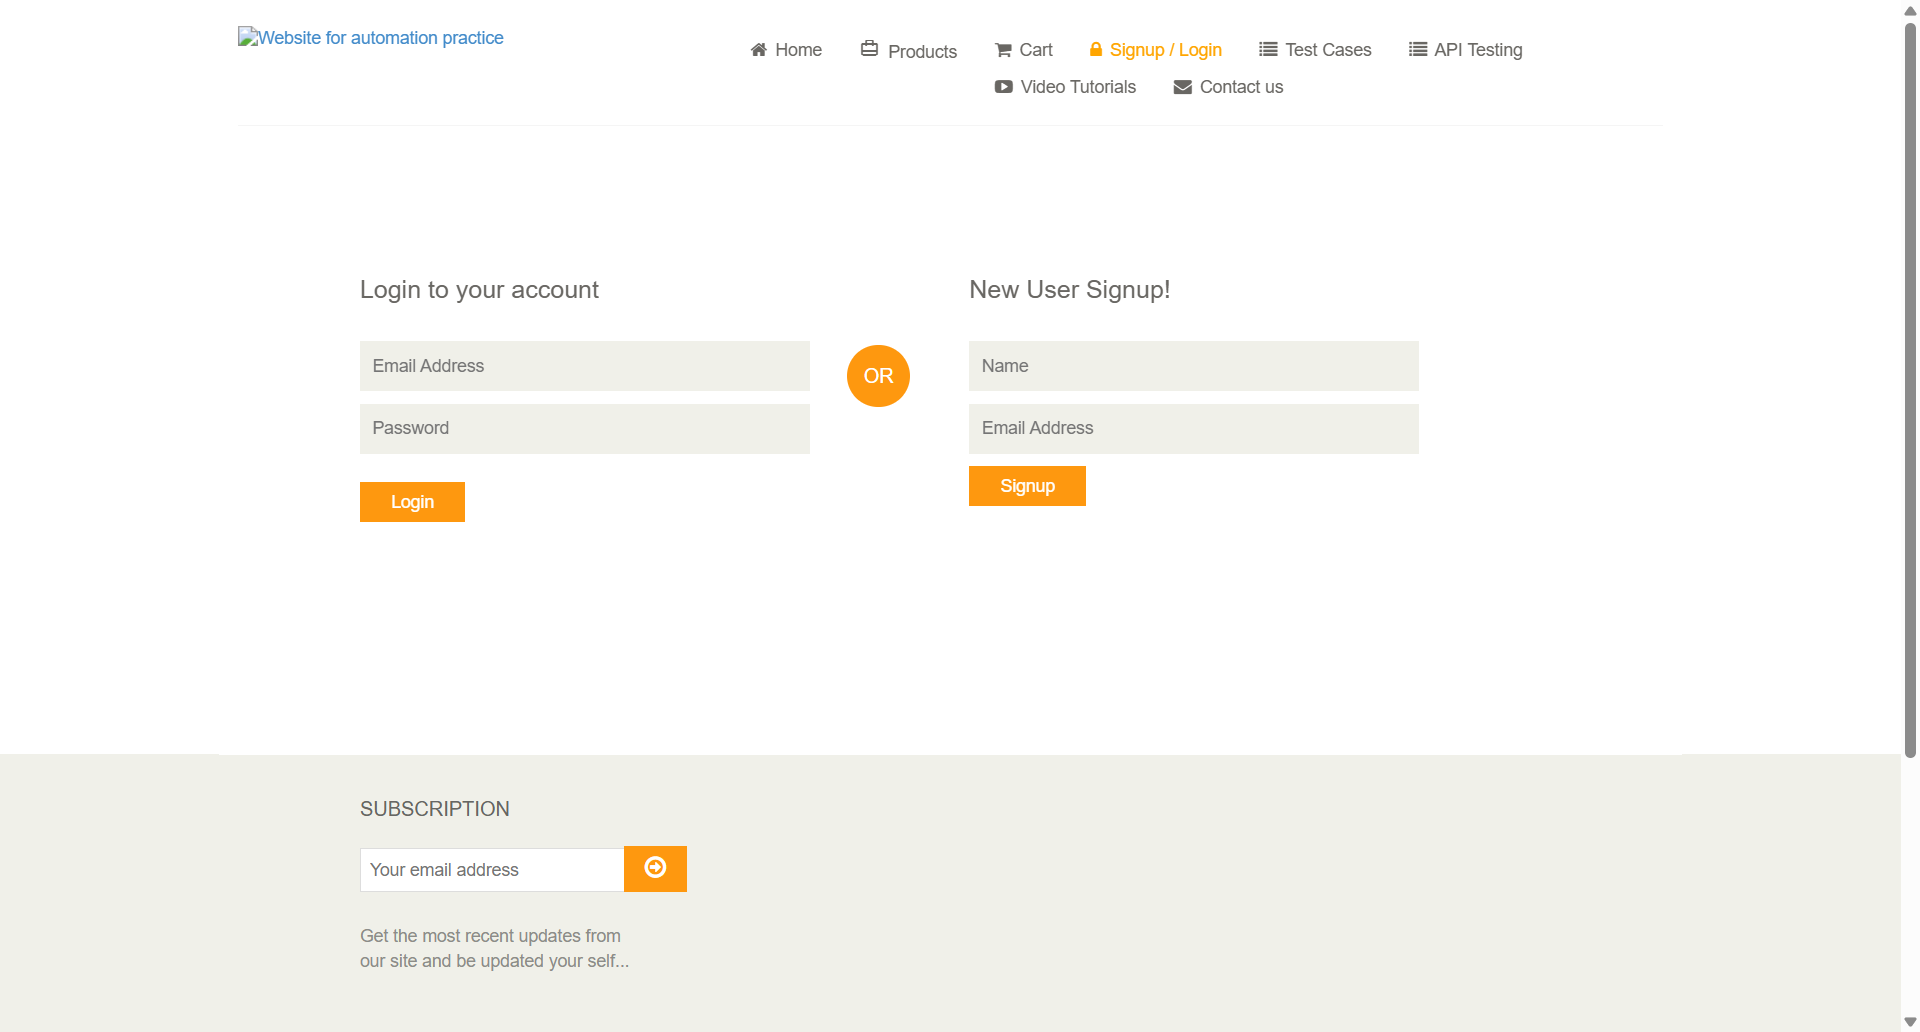 Website for automation practice
Home Products Cart Signup / Login Test Cases API Testing
Video Tutorials Contact us
Login to your account
Email Address
Password
Login
OR
New User Signup!
Name
Email Address
Signup
SUBSCRIPTION
Your email address
Get the most recent updates from
our site and be updated your self...